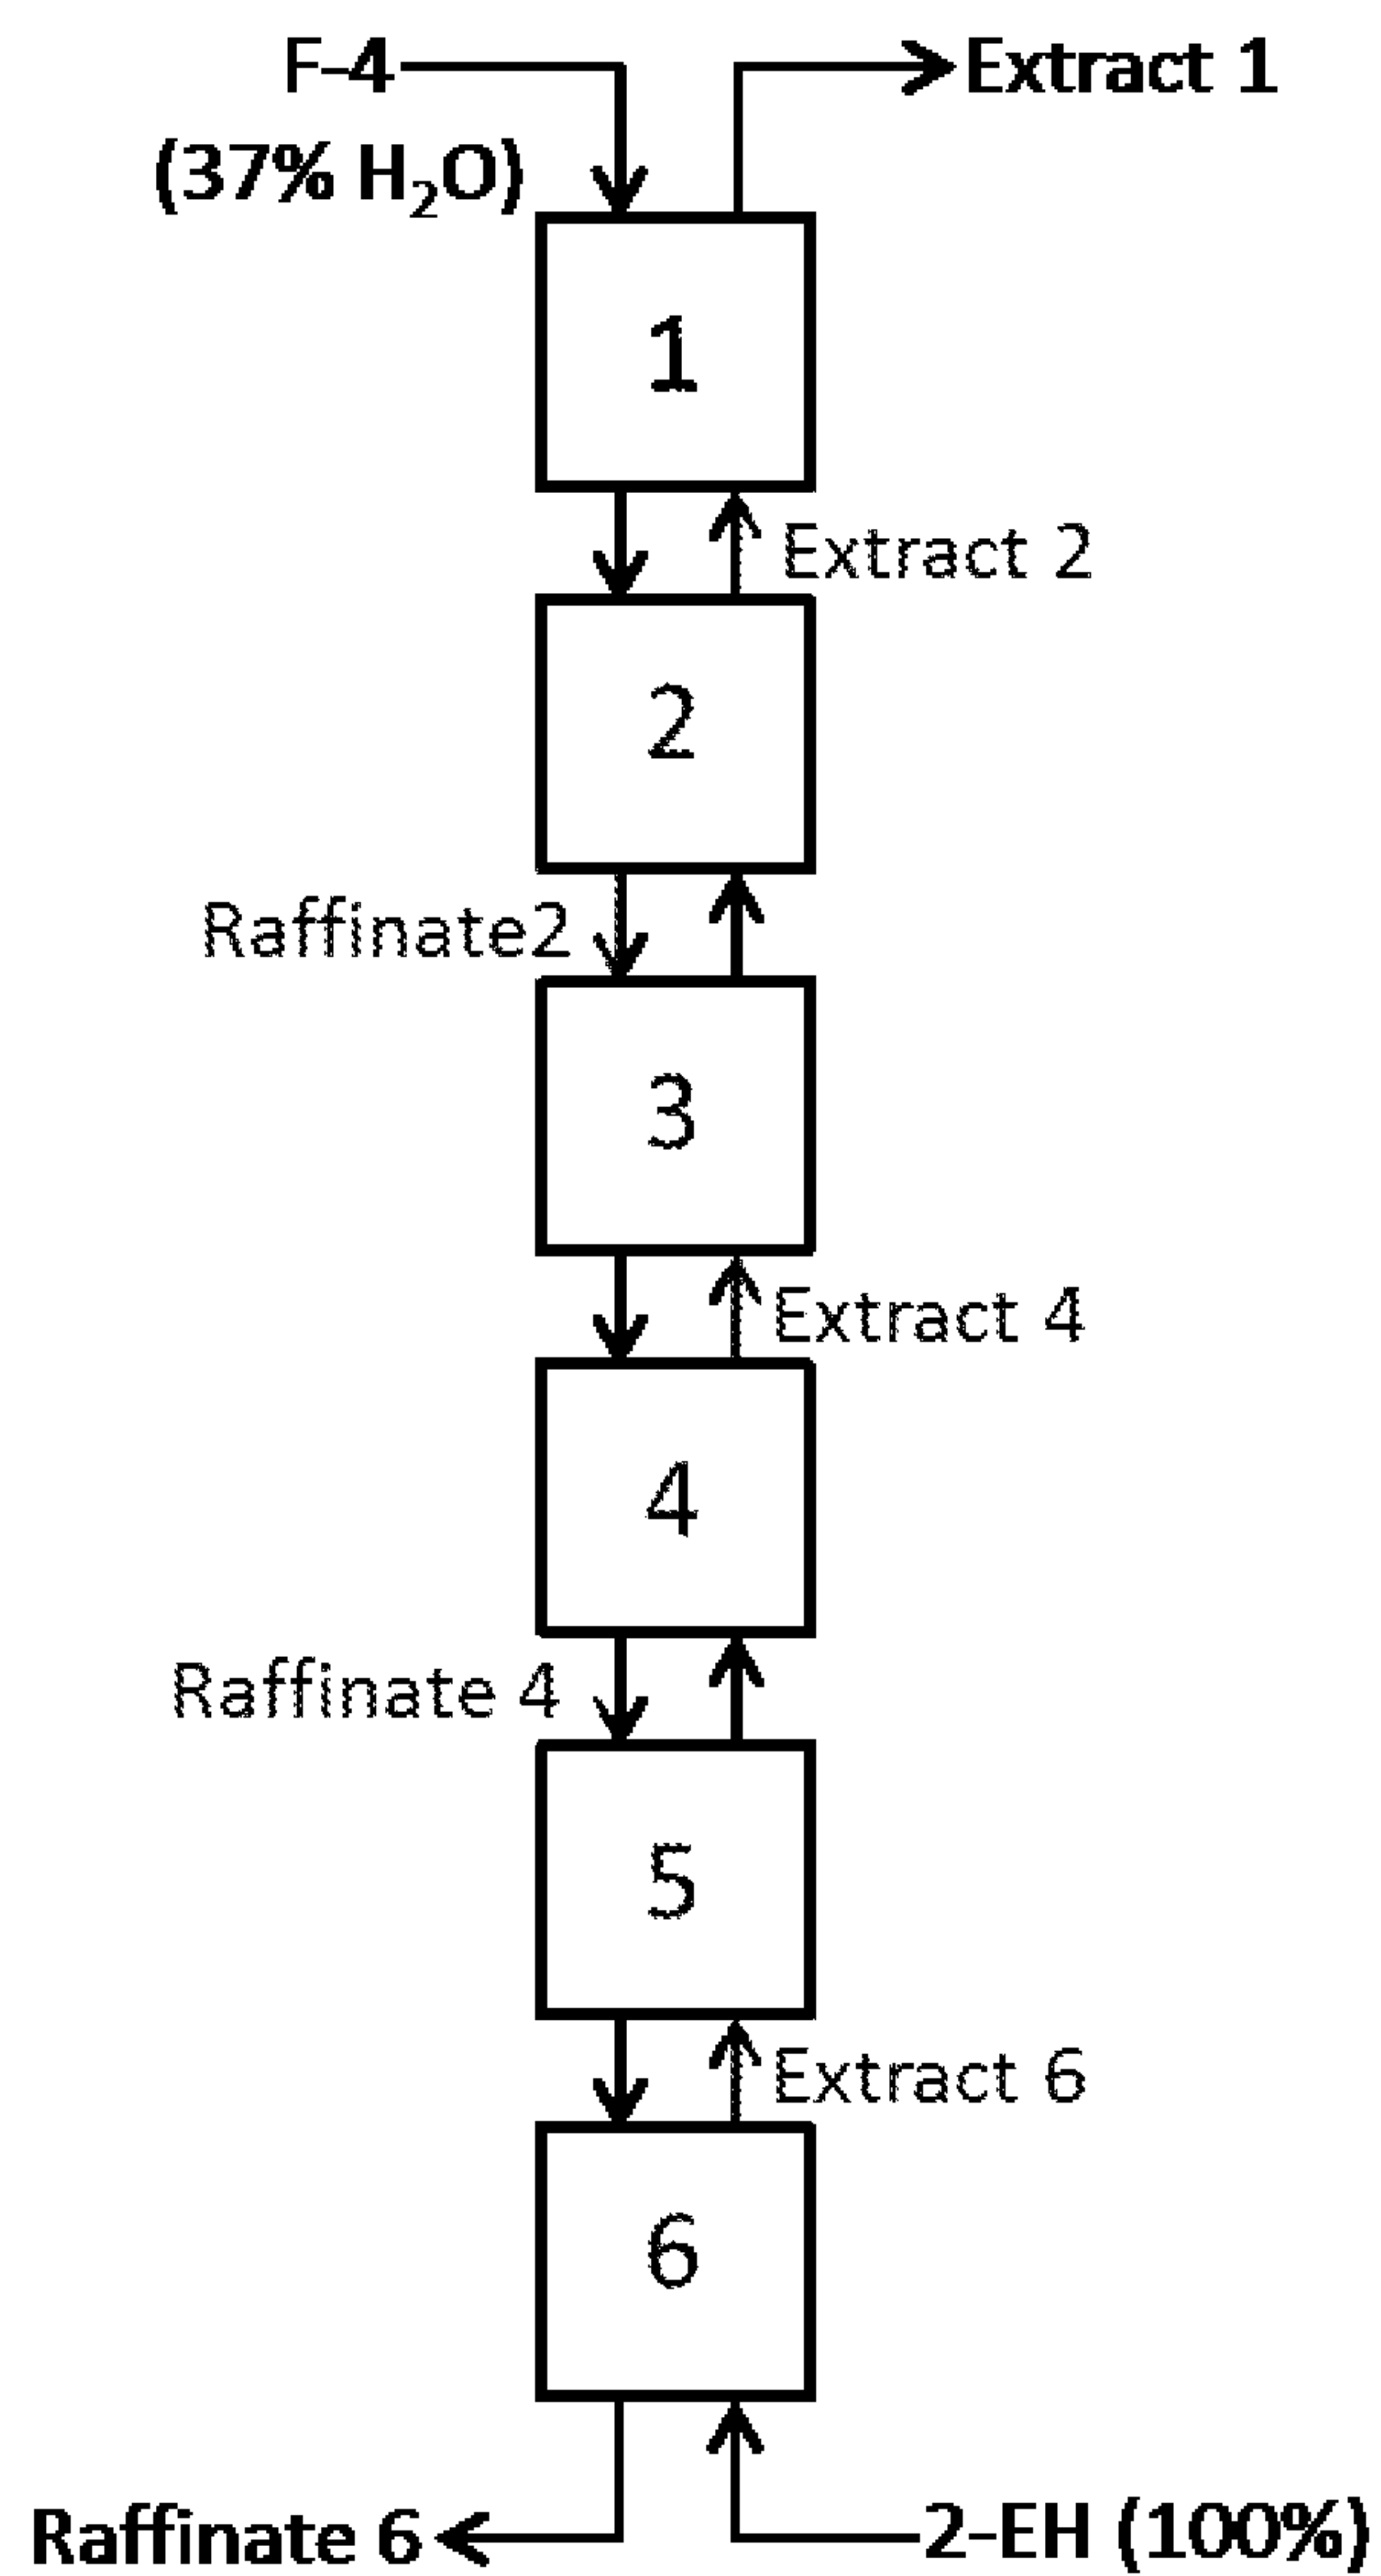 F-4
Extract 1
(37% H₂O)
1
Extract 2
2
Raffinate2
3
Extract 4
4
Raffinate 4
5
Extract 6
6
Raffinate 6
2-EH (100%)